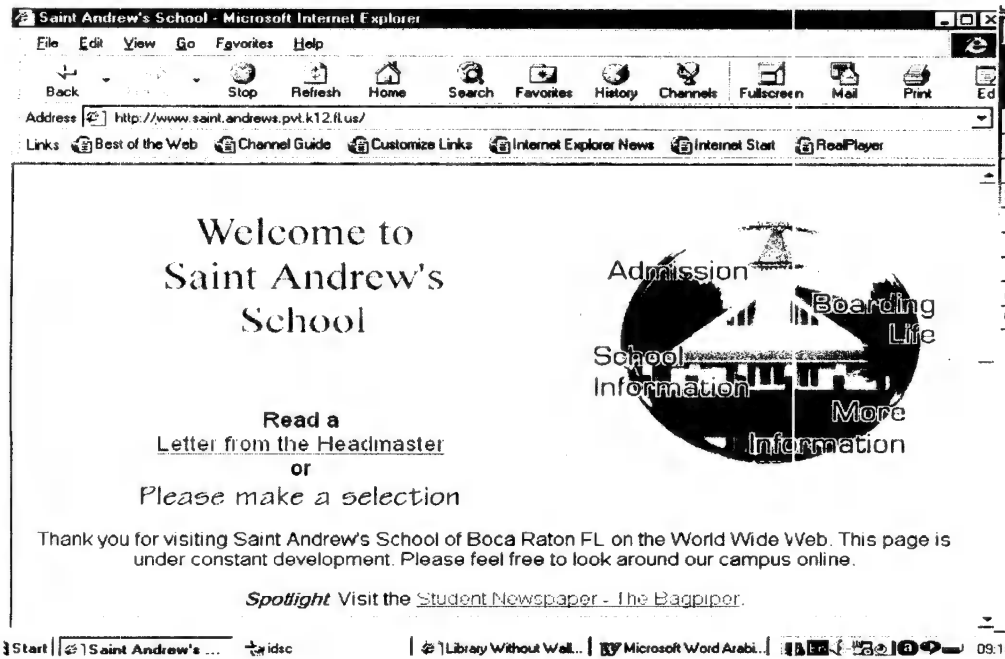 Saint Andrew's School - Microsoft Internet Explorer
File Edit View Go Favorites Help
Back Stop Refresh Home Search Favorites History Channels Fullscreen Mail Print Ed
Address http://www.saint.andrews.pvt.k12.fl.us/
Links Best of the Web Channel Guide Customize Links Internet Explorer News Internet Start RealPlayer
Welcome to
Saint Andrew's
School
Admission
Boarding
Life
School
Information
More
Information
Read a
Letter from the Headmaster
or
Please make a selection
Thank you for visiting Saint Andrew's School of Boca Raton FL on the World Wide Web. This page is
under constant development. Please feel free to look around our campus online.
Spotlight Visit the Student Newspaper - The Bagpiper.
Start Saint Andrew's ... idsc Library Without Wall... Microsoft Word Arabi... En 09:1